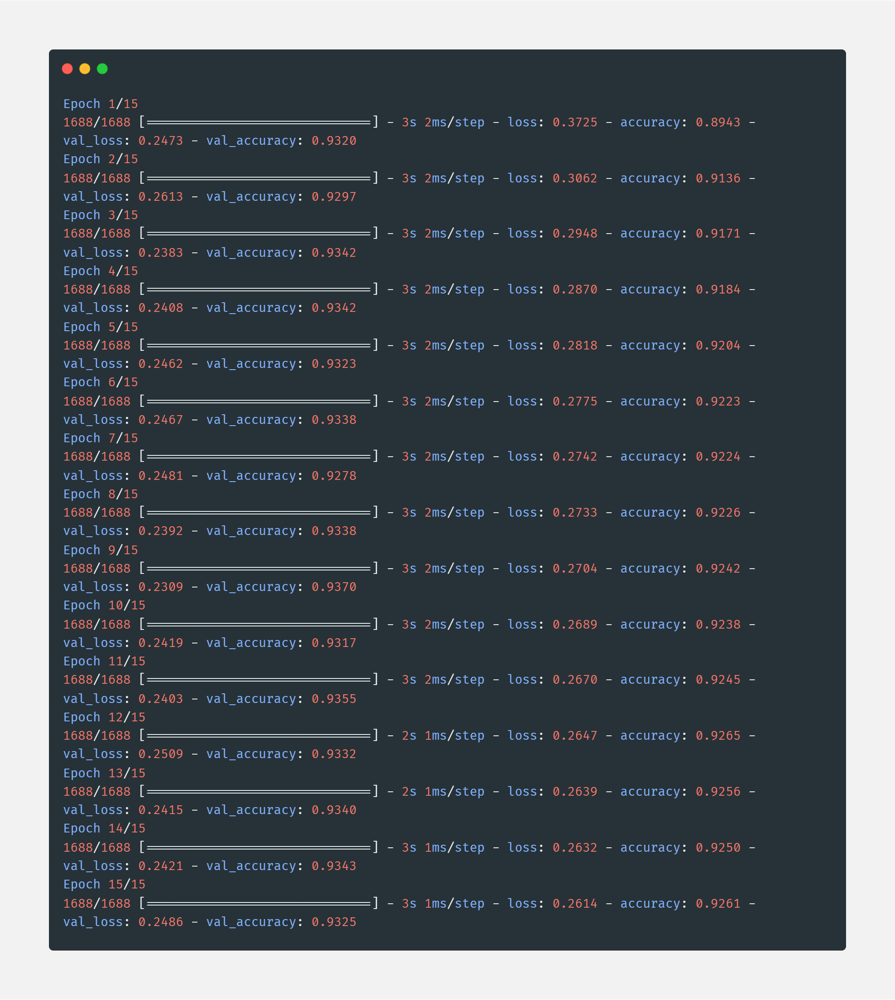 Epoch 1/15
1688/1688 [==============================] - 3s 2ms/step - loss: 0.3725 - accuracy: 0.8943 -
val_loss: 0.2473 - val_accuracy: 0.9320
Epoch 2/15
1688/1688 [==============================] - 3s 2ms/step - loss: 0.3062 - accuracy: 0.9136 -
val_loss: 0.2613 - val_accuracy: 0.9297
Epoch 3/15
1688/1688 [==============================] - 3s 2ms/step - loss: 0.2948 - accuracy: 0.9171 -
val_loss: 0.2383 - val_accuracy: 0.9342
Epoch 4/15
1688/1688 [==============================] - 3s 2ms/step - loss: 0.2870 - accuracy: 0.9184 -
val_loss: 0.2408 - val_accuracy: 0.9342
Epoch 5/15
1688/1688 [==============================] - 3s 2ms/step - loss: 0.2818 - accuracy: 0.9204 -
val_loss: 0.2462 - val_accuracy: 0.9323
Epoch 6/15
1688/1688 [==============================] - 3s 2ms/step - loss: 0.2775 - accuracy: 0.9223 -
val_loss: 0.2467 - val_accuracy: 0.9338
Epoch 7/15
1688/1688 [==============================] - 3s 2ms/step - loss: 0.2742 - accuracy: 0.9224 -
val_loss: 0.2481 - val_accuracy: 0.9278
Epoch 8/15
1688/1688 [==============================] - 3s 2ms/step - loss: 0.2733 - accuracy: 0.9226 -
val_loss: 0.2392 - val_accuracy: 0.9338
Epoch 9/15
1688/1688 [==============================] - 3s 2ms/step - loss: 0.2704 - accuracy: 0.9242 -
val_loss: 0.2309 - val_accuracy: 0.9370
Epoch 10/15
1688/1688 [==============================] - 3s 2ms/step - loss: 0.2689 - accuracy: 0.9238 -
val_loss: 0.2419 - val_accuracy: 0.9317
Epoch 11/15
1688/1688 [==============================] - 3s 2ms/step - loss: 0.2670 - accuracy: 0.9245 -
val_loss: 0.2403 - val_accuracy: 0.9355
Epoch 12/15
1688/1688 [==============================] - 2s 1ms/step - loss: 0.2647 - accuracy: 0.9265 -
val_loss: 0.2509 - val_accuracy: 0.9332
Epoch 13/15
1688/1688 [==============================] - 2s 1ms/step - loss: 0.2639 - accuracy: 0.9256 -
val_loss: 0.2415 - val_accuracy: 0.9340
Epoch 14/15
1688/1688 [==============================] - 3s 1ms/step - loss: 0.2632 - accuracy: 0.9250 -
val_loss: 0.2421 - val_accuracy: 0.9343
Epoch 15/15
1688/1688 [==============================] - 3s 1ms/step - loss: 0.2614 - accuracy: 0.9261 -
val_loss: 0.2486 - val_accuracy: 0.9325